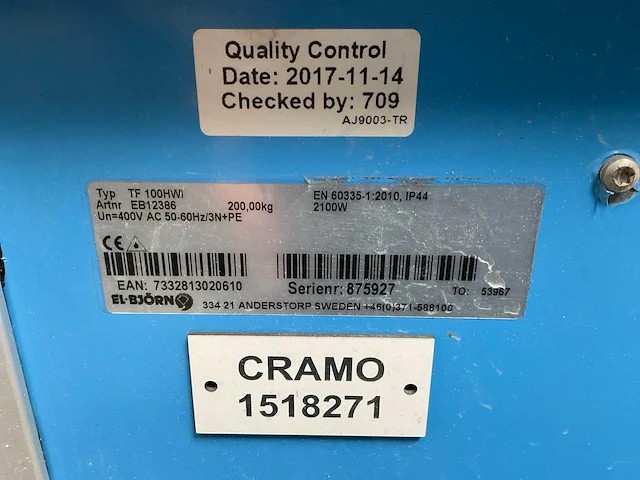 Quality Control
Date: 2017-11-14
Checked by: 709
AJ9003-TR
Typ TF 100HWI
Artnr EB12386 200,00kg
Un=400V AC 50-60Hz/3N+PE
EN 60335-1:2010, IP44
2100W
CE
EAN: 7332813020610
Serienr: 875927 TO: 53967
EL-BJÖRN 334 21 ANDERSTORP SWEDEN +46(0)371-588100
CRAMO
1518271